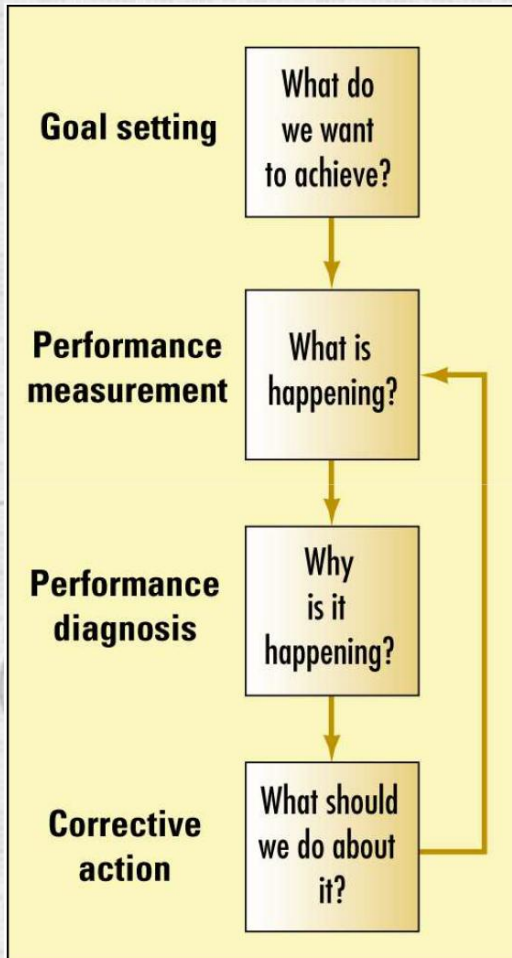 Goal setting
What do
we want
to achieve?
Performance
measurement
What is
happening?
Performance
diagnosis
Why
is it
happening?
Corrective
action
What should
we do about
it?